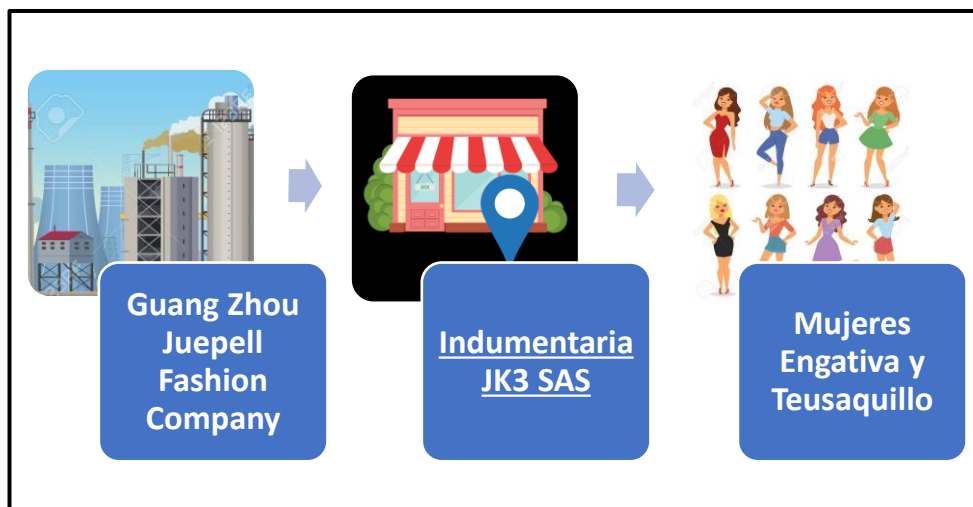 Guang Zhou
Juepell
Fashion
Company
Indumentaria
JK3 SAS
Mujeres
Engativa y
Teusaquillo